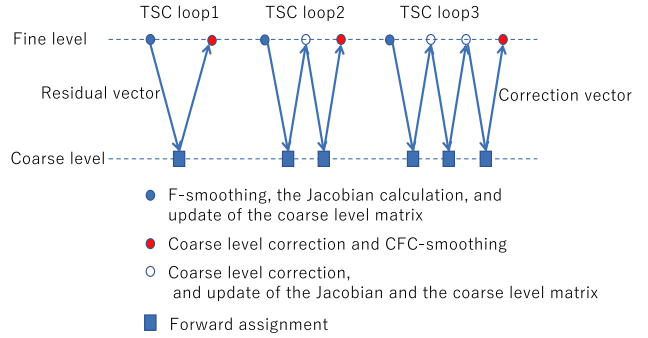 TSC loop1 TSC loop2 TSC loop3
Fine level
Residual vector
Correction vector
Coarse level
F-smoothing, the Jacobian calculation, and
update of the coarse level matrix
Coarse level correction and CFC-smoothing
Coarse level correction,
and update of the Jacobian and the coarse level matrix
Forward assignment